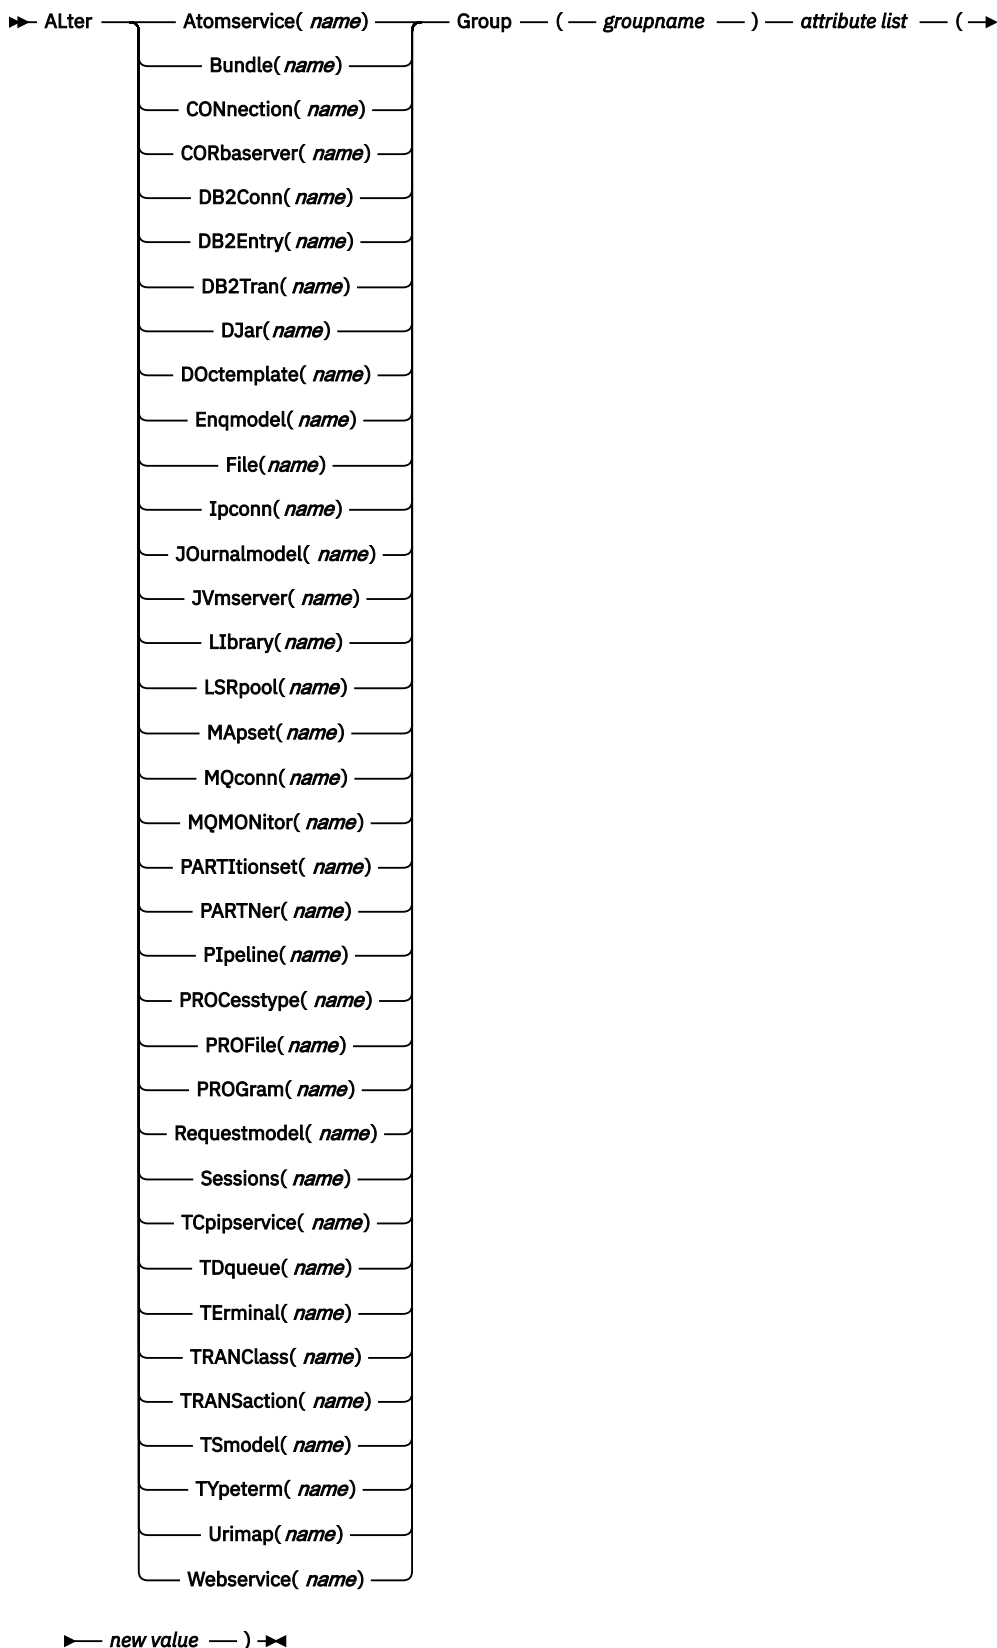 ALter Atomservice( name) Group ( groupname ) attribute list (
Bundle(name)
CONnection( name)
CORbaserver( name)
DB2Conn( name)
DB2Entry( name)
DB2Tran( name)
DJar(name)
DOctemplate( name)
Enqmodel( name)
File(name)
Ipconn( name)
JOurnalmodel( name)
JVmserver( name)
LIbrary( name)
LSRpool( name)
MApset( name)
MQconn( name)
MQMONitor( name)
PARTItionset( name)
PARTNer( name)
PIpeline( name)
PROCesstype( name)
PROFile( name)
PROGram( name)
Requestmodel( name)
Sessions( name)
TCpipservice( name)
TDqueue( name)
TErminal( name)
TRANClass( name)
TRANSaction( name)
TSmodel( name)
TYpeterm( name)
Urimap(name)
Webservice( name)
new value )